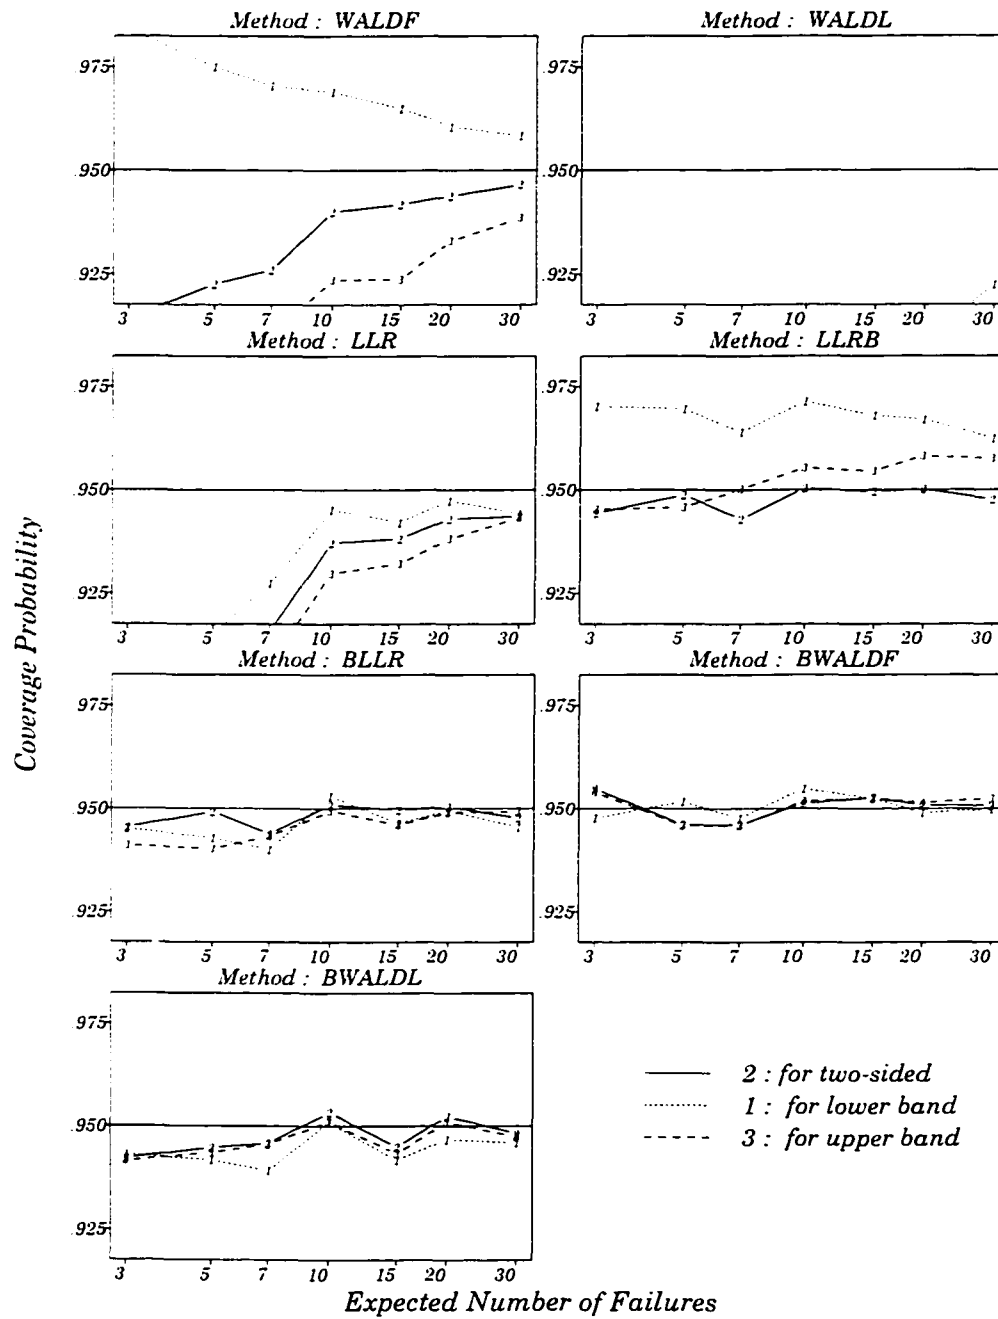 Method : WALDF
Method : WALDL
.975
.950
.925
3 5 7 10 15 20 30
.975
.950
.925
3 5 7 10 15 20 30
Method : LLR
Method : LLRB
.975
.950
.925
3 5 7 10 15 20 30
.975
.950
.925
3 5 7 10 15 20 30
Method : BLLR
Method : BWALDF
.975
.950
.925
3 5 7 10 15 20 30
.975
.950
.925
3 5 7 10 15 20 30
Method : BWALDL
.975
.950
.925
3 5 7 10 15 20 30
2 : for two-sided
1 : for lower band
3 : for upper band
Coverage Probability
Expected Number of Failures